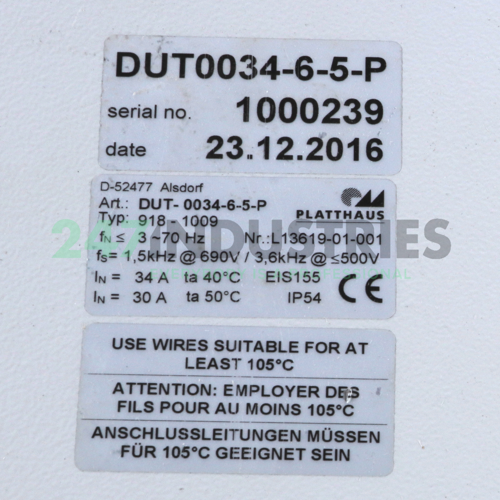 DUT0034-6-5-P
serial no. 1000239
date 23.12.2016
D-52477 Alsdorf
Art.: DUT- 0034-6-5-P
Typ: 918 - 1009
PLATTHAUS
fN ≤ 3 -70 Hz Nr.: L13619-01-001
fs= 1,5kHz @ 690V / 3,6kHz @ ≤500V
IN = 34 A ta 40°C EIS155
IN = 30 A ta 50°C IP54 CE
247INDUSTRIES
USE WIRES SUITABLE FOR AT
LEAST 105°C
ATTENTION: EMPLOYER DES
FILS POUR AU MOINS 105°C
ANSCHLUSSLEITUNGEN MÜSSEN
FÜR 105°C GEEIGNET SEIN